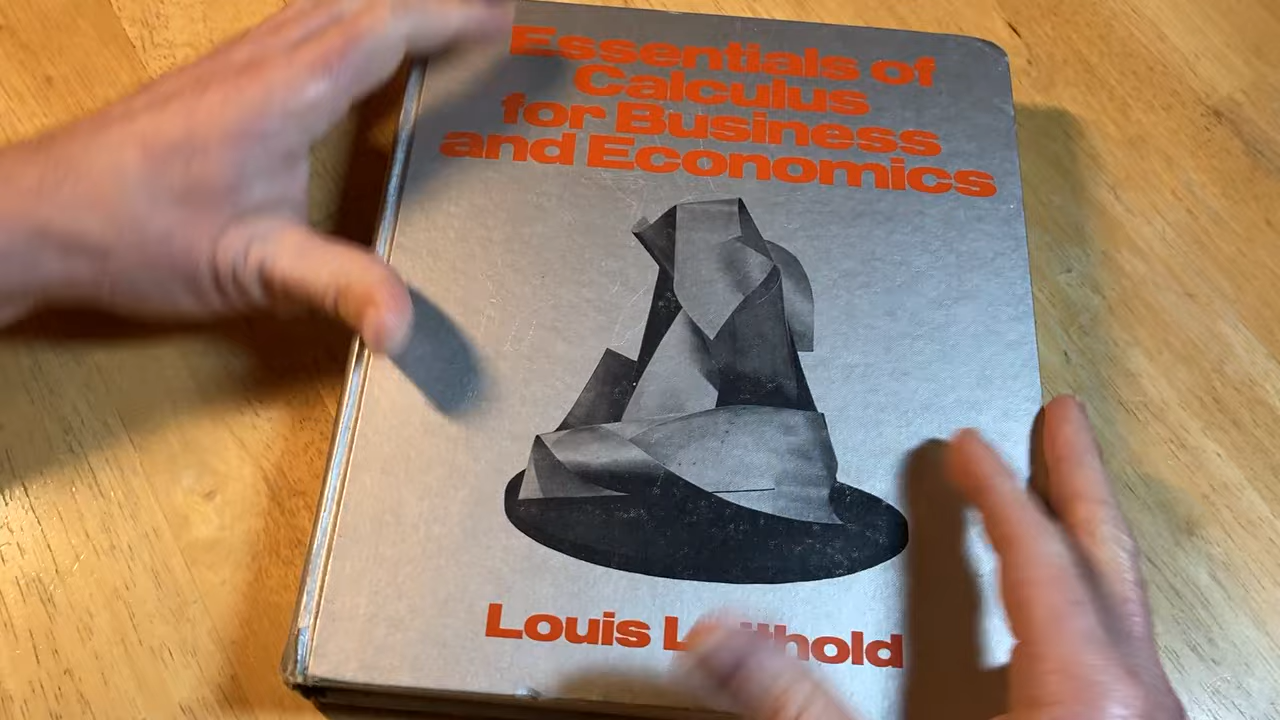 Essentials of
Calculus
for Business
and Economics
Louis